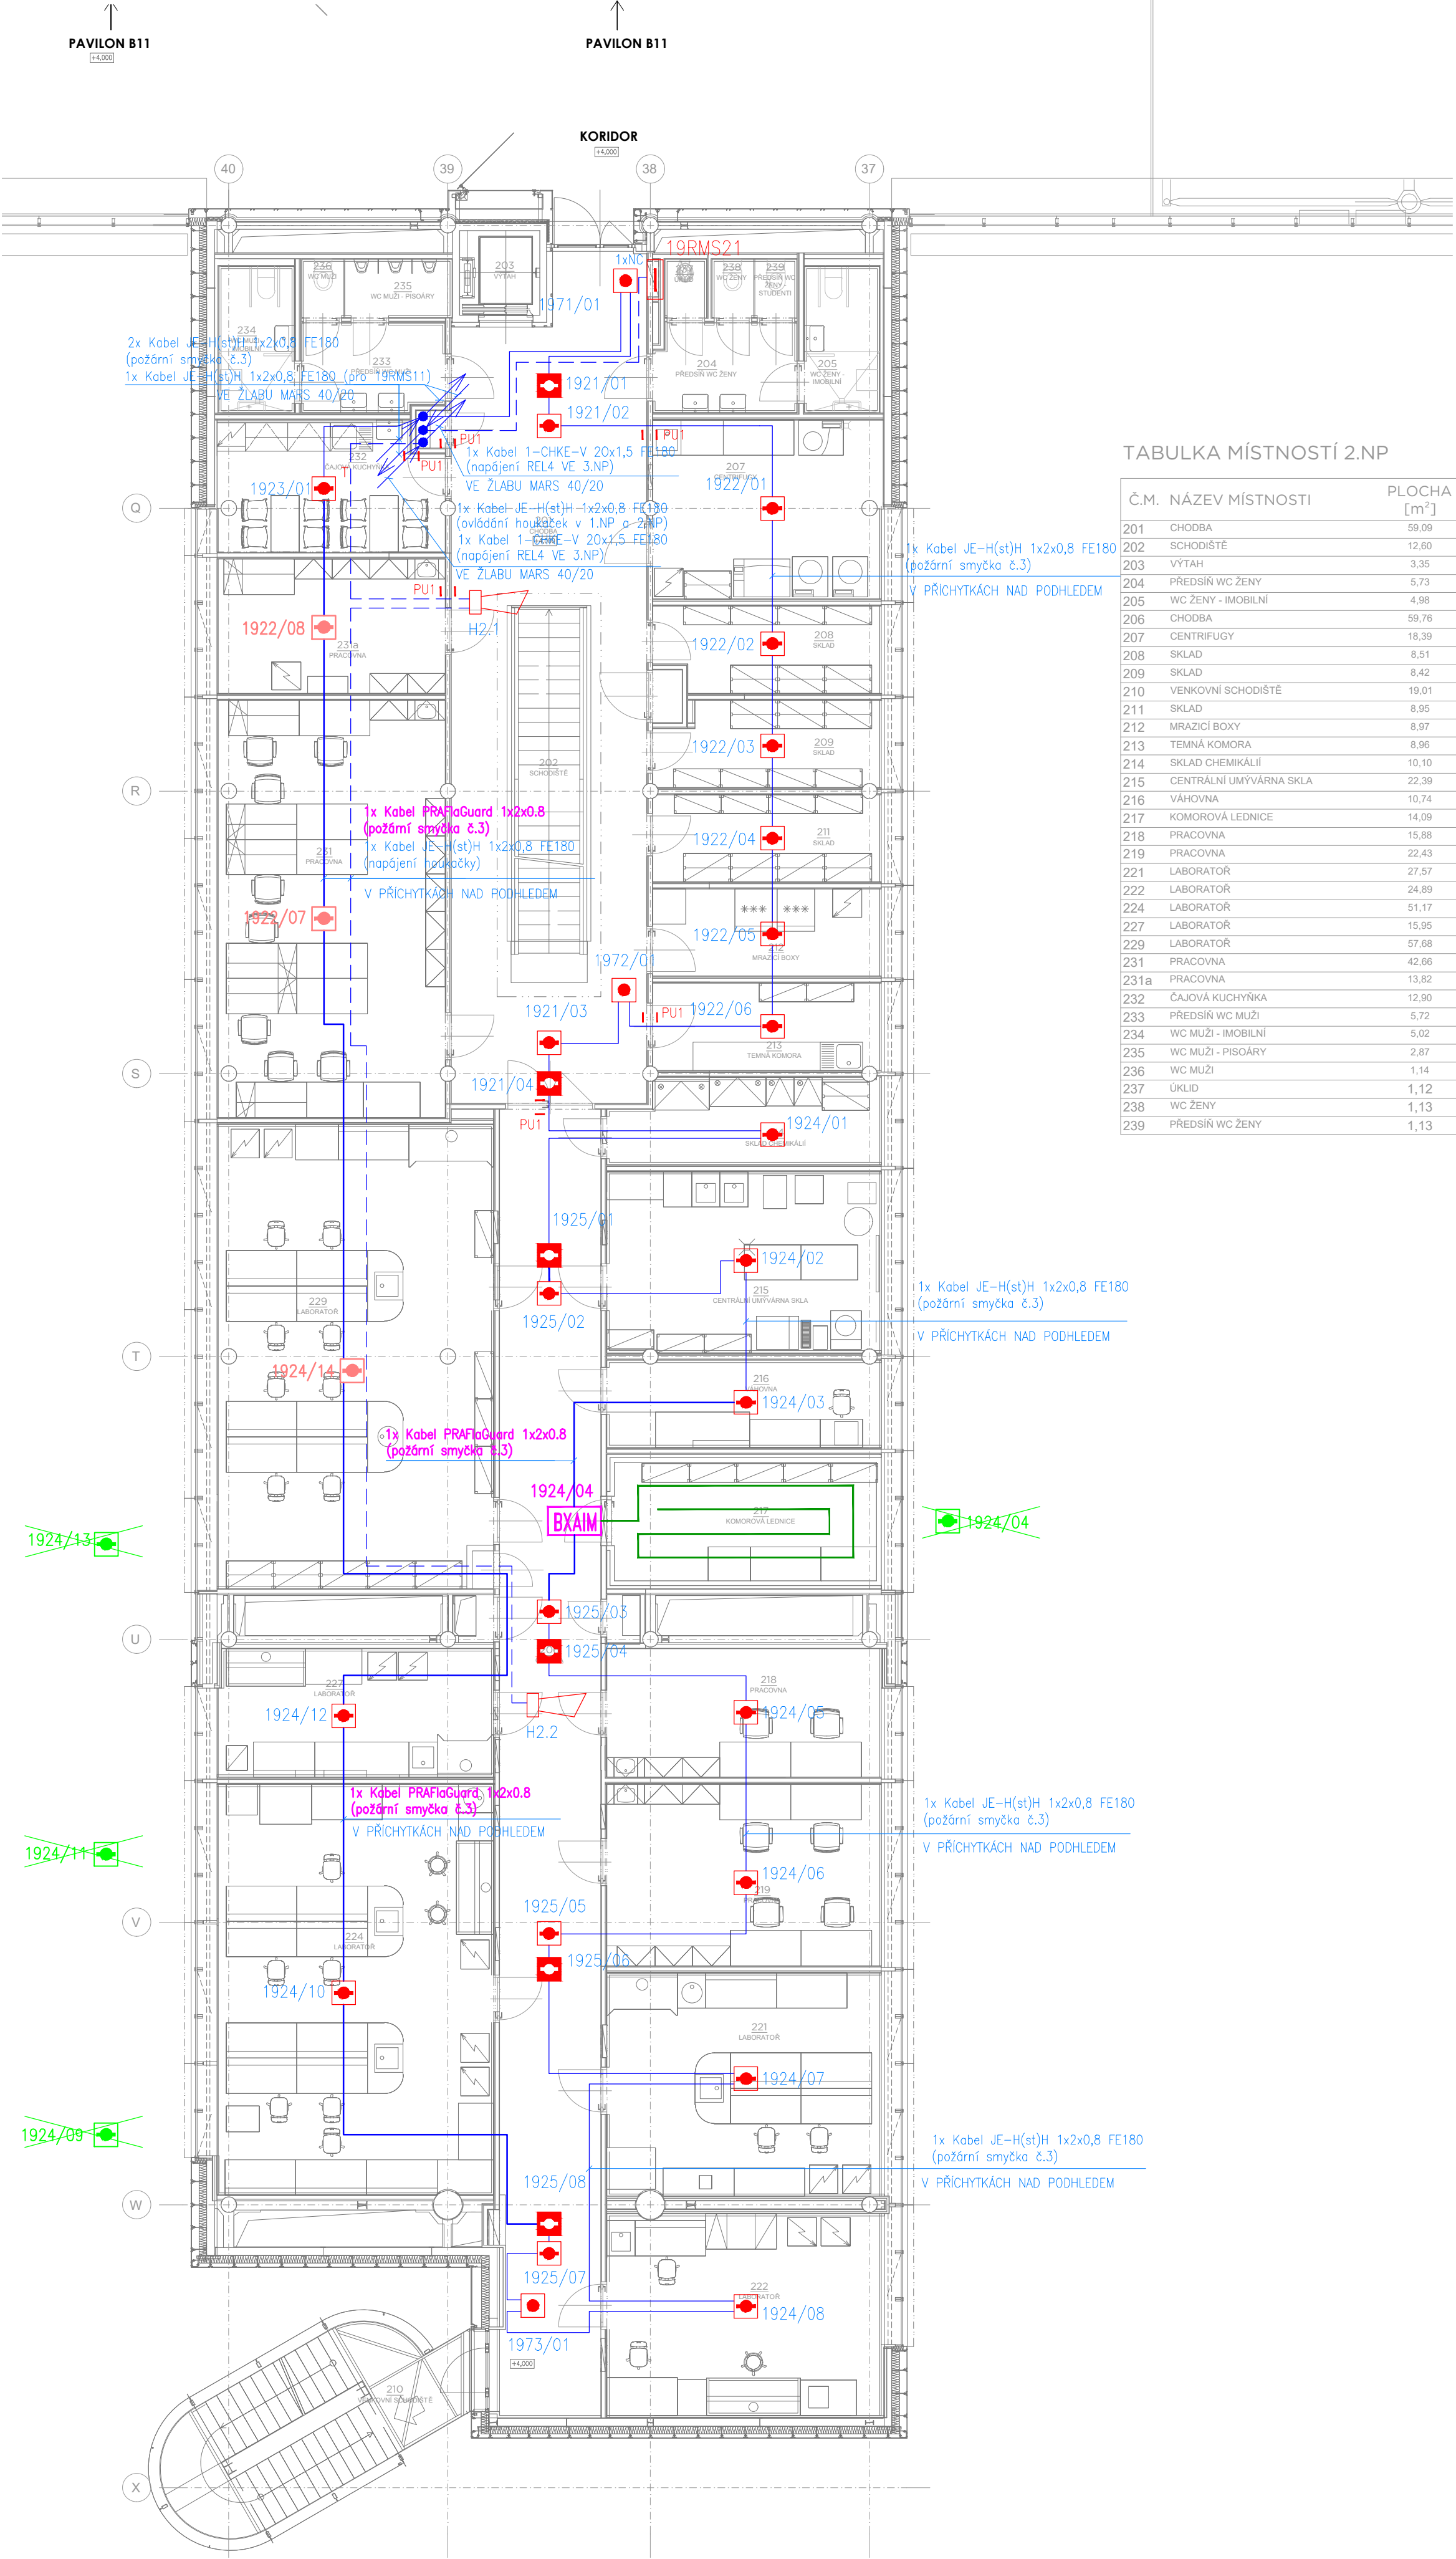 PAVILON B11
+4,000
PAVILON B11
KORIDOR
+4,000
40
39
38
37
19RMS21
1xNC
1971/01
203
VÝTAH
236
WC MUŽI
235
WC MUŽI - PISOÁRY
238
WC ŽENY
239
PŘEDSÍŇ WC
ŽENY -
STUDENTI
234
IMOBILNÍ
233
204
PŘEDSÍŇ WC ŽENY
205
WC ŽENY -
IMOBILNÍ
2x Kabel JE-H(st)H 1x2x0,8 FE180
(požární smyčka č.3)
1x Kabel JE-H(st)H 1x2x0,8 FE180 (pro 19RMS11)
VE ŽLABU MARS 40/20
1921/01
1921/02
PU1
PU1
PU1
1x Kabel 1-CHKE-V 20x1,5 FE180
(napájení REL4 VE 3.NP)
VE ŽLABU MARS 40/20
232
ČAJOVÁ KUCHYŇKA
T
1923/01
207
CENTRIFUGY
1922/01
Q
1x Kabel JE-H(st)H 1x2x0,8 FE180
(ovládání houkaček v 1.NP a 2.NP)
1x Kabel 1-CHKE-V 20x1,5 FE180
(napájení REL4 VE 3.NP)
VE ŽLABU MARS 40/20
CHODBA
1x Kabel JE-H(st)H 1x2x0,8 FE180
(požární smyčka č.3)
V PŘÍCHYTKÁCH NAD PODHLEDEM
PU1
H2.1
1922/08
231a
PRACOVNA
1922/02
208
SKLAD
1922/03
209
SKLAD
202
SCHODIŠTĚ
R
1x Kabel PRAFlaGuard 1x2x0.8
(požární smyčka č.3)
1x Kabel JE-H(st)H 1x2x0,8 FE180
(napájení houkačky)
V PŘÍCHYTKÁCH NAD PODHLEDEM
231
PRACOVNA
1922/04
211
SKLAD
1922/07
1922/05
212
MRAZICÍ BOXY
1972/01
1921/03
PU1
1922/06
213
TEMNÁ KOMORA
S
1921/04
PU1
1924/01
SKLAD CHEMIKÁLIÍ
1925/01
1924/02
215
CENTRÁLNÍ UMÝVÁRNA SKLA
1925/02
229
LABORATOŘ
1x Kabel JE-H(st)H 1x2x0,8 FE180
(požární smyčka č.3)
V PŘÍCHYTKÁCH NAD PODHLEDEM
T
1924/14
216
VÁHOVNA
1924/03
1x Kabel PRAFlaGuard 1x2x0.8
(požární smyčka č.3)
1924/04
BXAIM
217
KOMOROVÁ LEDNICE
1924/04
1924/13
1925/03
1925/04
U
227
LABORATOŘ
1924/12
218
PRACOVNA
1924/05
H2.2
1x Kabel PRAFlaGuard 1x2x0.8
(požární smyčka č.3)
V PŘÍCHYTKÁCH NAD PODHLEDEM
1x Kabel JE-H(st)H 1x2x0,8 FE180
(požární smyčka č.3)
V PŘÍCHYTKÁCH NAD PODHLEDEM
1924/11
1924/06
219
1925/05
V
224
LABORATOŘ
1925/06
1924/10
221
LABORATOŘ
1924/07
1924/09
1x Kabel JE-H(st)H 1x2x0,8 FE180
(požární smyčka č.3)
V PŘÍCHYTKÁCH NAD PODHLEDEM
1925/08
W
1925/07
222
LABORATOŘ
1924/08
1973/01
+4,000
210
VENKOVNÍ SCHODIŠTĚ
X
TABULKA MÍSTNOSTÍ 2.NP
Č.M. NÁZEV MÍSTNOSTI PLOCHA
[m²]
201 CHODBA 59,09
202 SCHODIŠTĚ 12,60
203 VÝTAH 3,35
204 PŘEDSÍŇ WC ŽENY 5,73
205 WC ŽENY - IMOBILNÍ 4,98
206 CHODBA 59,76
207 CENTRIFUGY 18,39
208 SKLAD 8,51
209 SKLAD 8,42
210 VENKOVNÍ SCHODIŠTĚ 19,01
211 SKLAD 8,95
212 MRAZICÍ BOXY 8,97
213 TEMNÁ KOMORA 8,96
214 SKLAD CHEMIKÁLIÍ 10,10
215 CENTRÁLNÍ UMÝVÁRNA SKLA 22,39
216 VÁHOVNA 10,74
217 KOMOROVÁ LEDNICE 14,09
218 PRACOVNA 15,88
219 PRACOVNA 22,43
221 LABORATOŘ 27,57
222 LABORATOŘ 24,89
224 LABORATOŘ 51,17
227 LABORATOŘ 15,95
229 LABORATOŘ 57,68
231 PRACOVNA 42,66
231a PRACOVNA 13,82
232 ČAJOVÁ KUCHYŇKA 12,90
233 PŘEDSÍŇ WC MUŽI 5,72
234 WC MUŽI - IMOBILNÍ 5,02
235 WC MUŽI - PISOÁRY 2,87
236 WC MUŽI 1,14
237 ÚKLID 1,12
238 WC ŽENY 1,13
239 PŘEDSÍŇ WC ŽENY 1,13